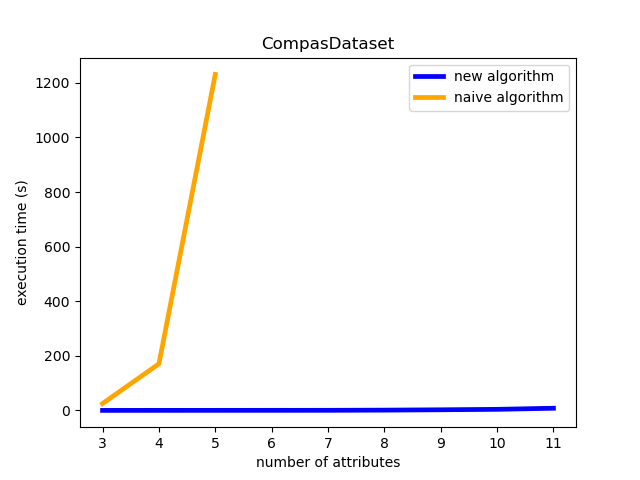 CompasDataset
new algorithm
naive algorithm
execution time (s)
1200
1000
800
600
400
200
0
3 4 5 6 7 8 9 10 11
number of attributes